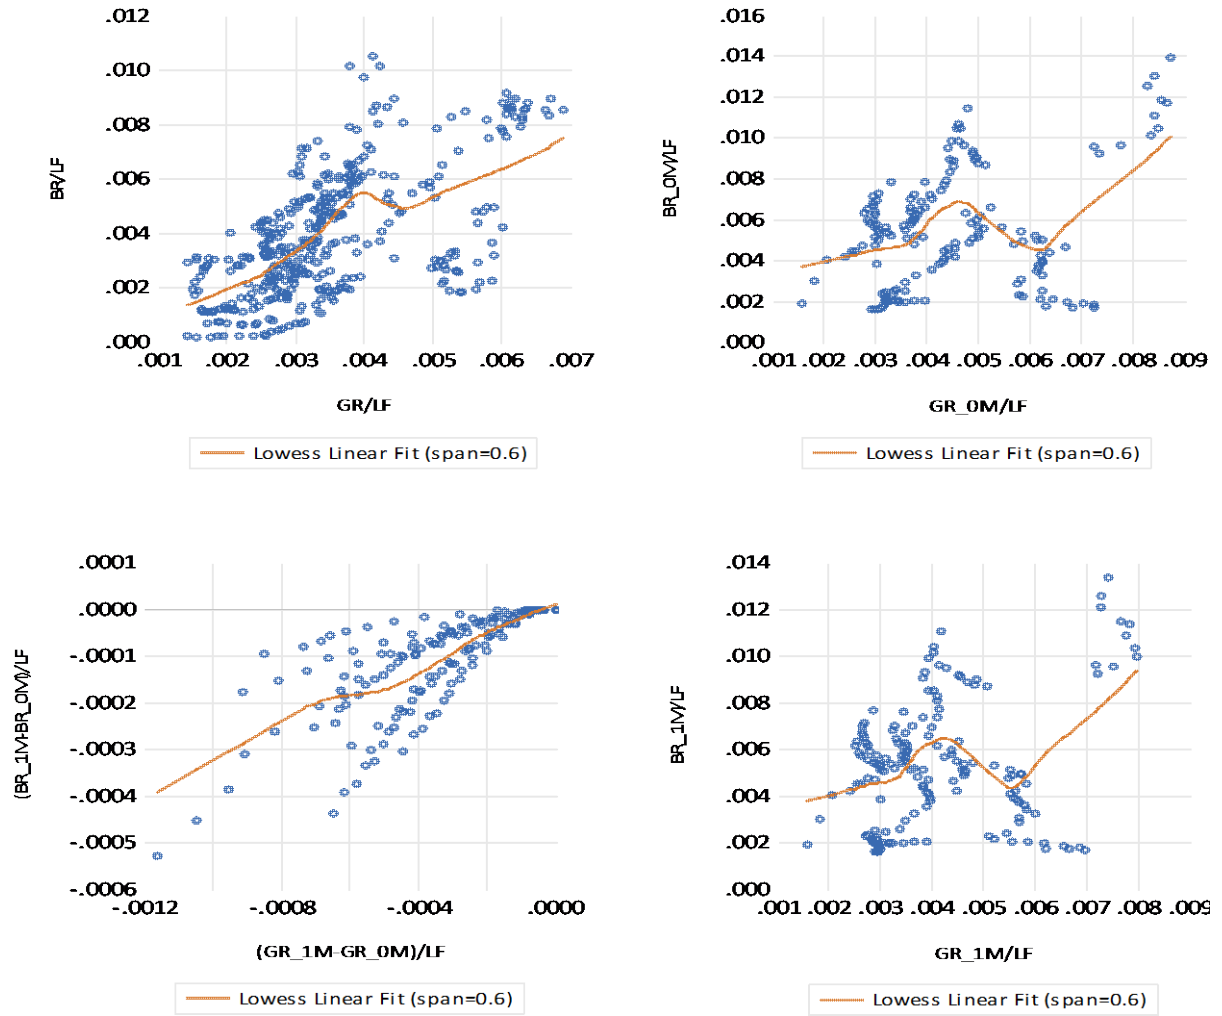 .012
.010
.008
.006
.004
.002
.000
BR/LF
.001 .002 .003 .004 .005 .006 .007
GR/LF
Lowess Linear Fit (span=0.6)
.016
.014
.012
.010
.008
.006
.004
.002
.000
BR_0M/LF
.001 .002 .003 .004 .005 .006 .007 .008 .009
GR_0M/LF
Lowess Linear Fit (span=0.6)
.0001
.0000
-.0001
-.0002
-.0003
-.0004
-.0005
-.0006
(BR_1M-BR_0M)/LF
-.0012 -.0008 -.0004 .0000
(GR_1M-GR_0M)/LF
Lowess Linear Fit (span=0.6)
.014
.012
.010
.008
.006
.004
.002
.000
BR_1M/LF
.001 .002 .003 .004 .005 .006 .007 .008 .009
GR_1M/LF
Lowess Linear Fit (span=0.6)